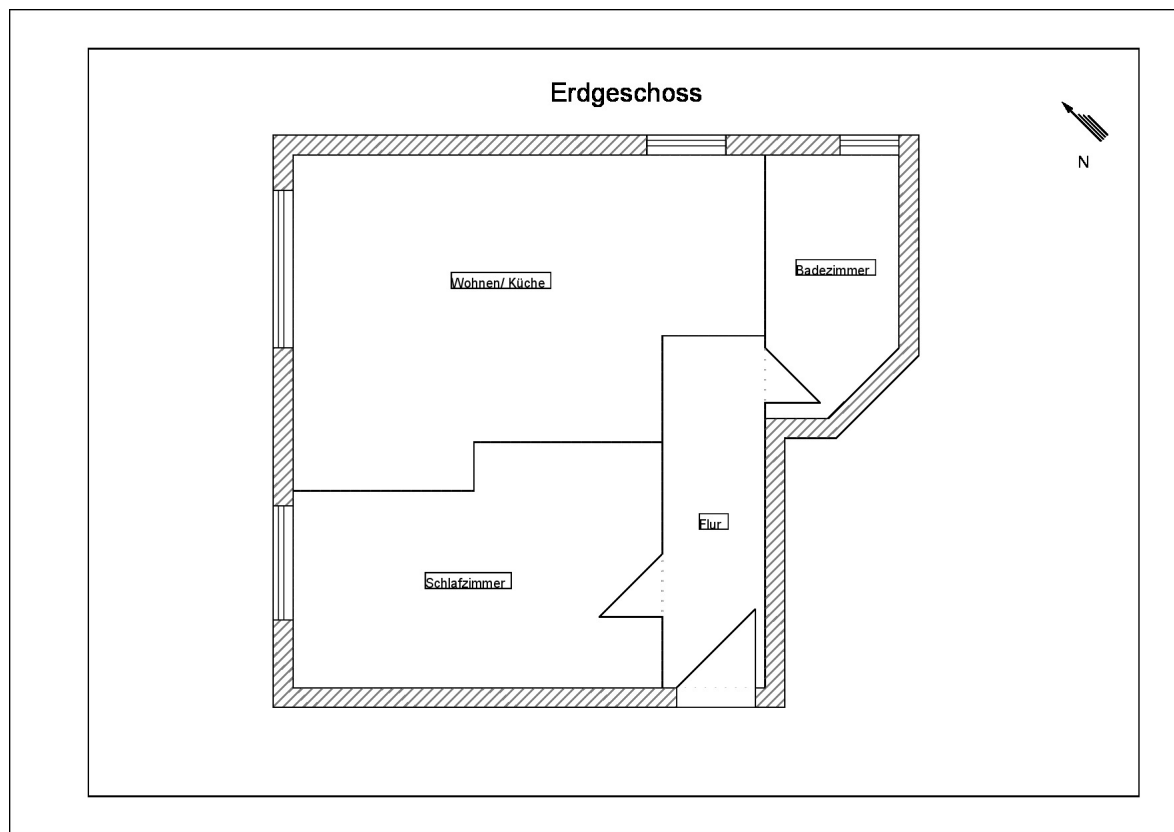 Erdgeschoss
N
Badezimmer
Wohnen/ Küche
Flur
Schlafzimmer